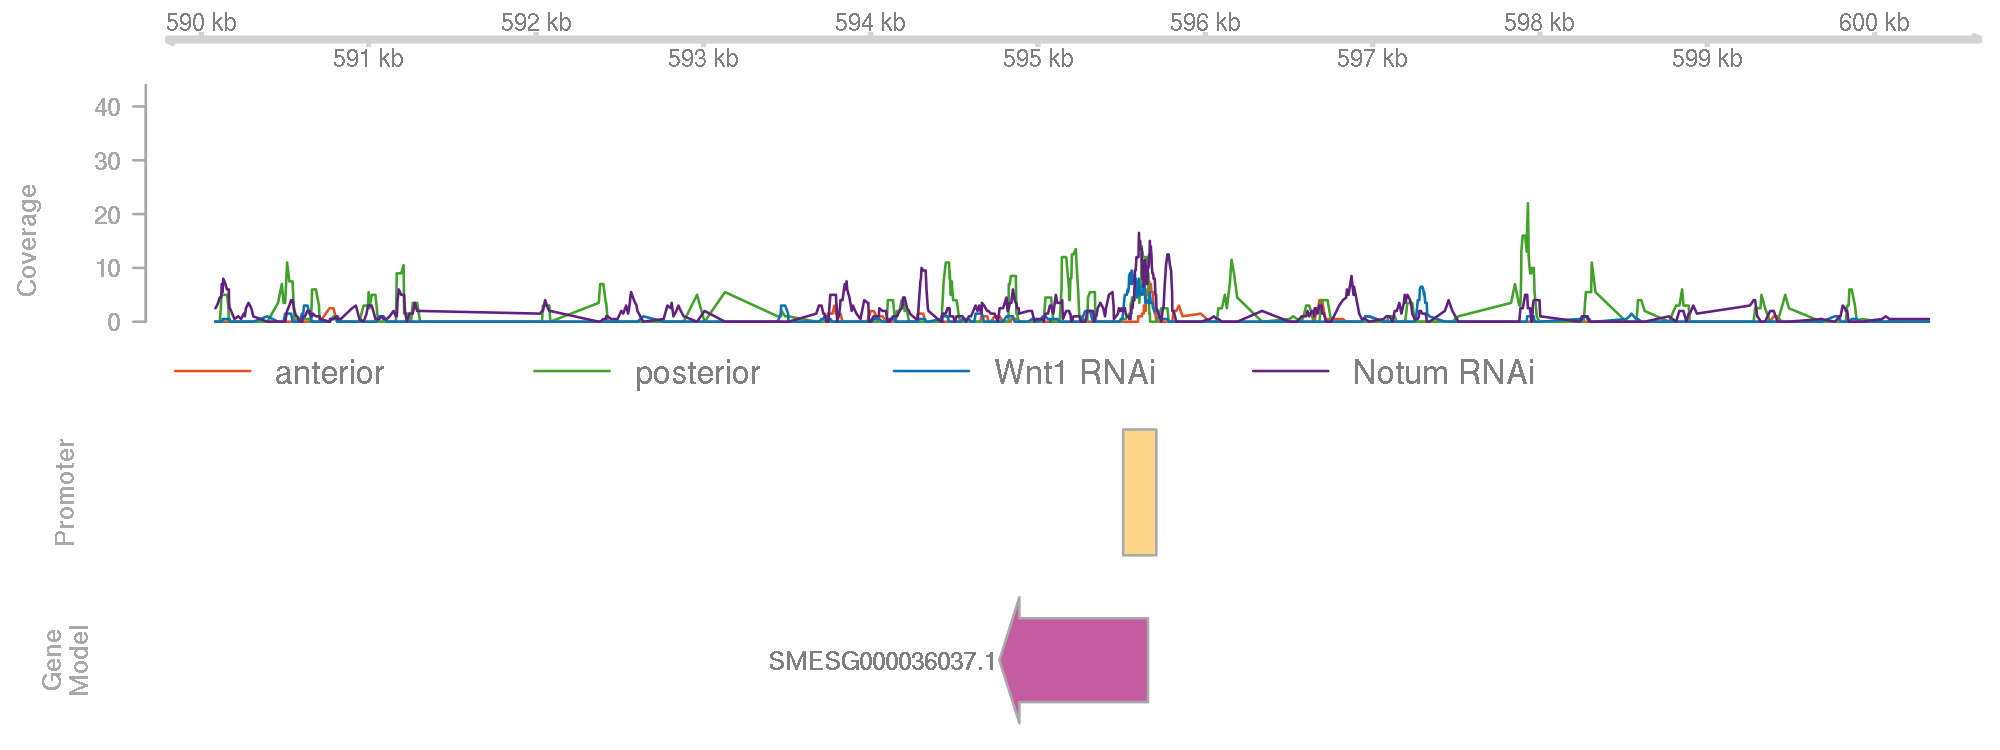 590 kb 592 kb 594 kb 596 kb 598 kb 600 kb
591 kb 593 kb 595 kb 597 kb 599 kb
Coverage
40
30
20
10
0
anterior posterior Wnt1 RNAi Notum RNAi
Promoter
Gene
Model
SMESG000036037.1